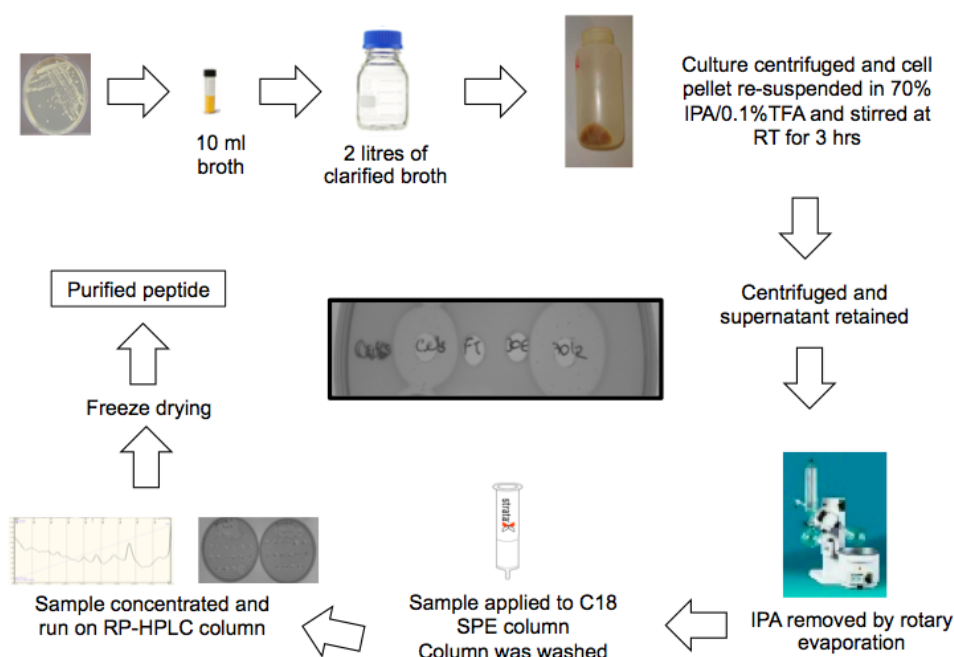 10 ml
broth
2 litres of
clarified broth
Culture centrifuged and cell
pellet re-suspended in 70%
IPA/0.1%TFA and stirred at
RT for 3 hrs
Centrifuged and
supernatant retained
IPA removed by rotary
evaporation
strata X
Sample applied to C18
SPE column
Column was washed
Sample concentrated and
run on RP-HPLC column
Freeze drying
Purified peptide
Cells FT